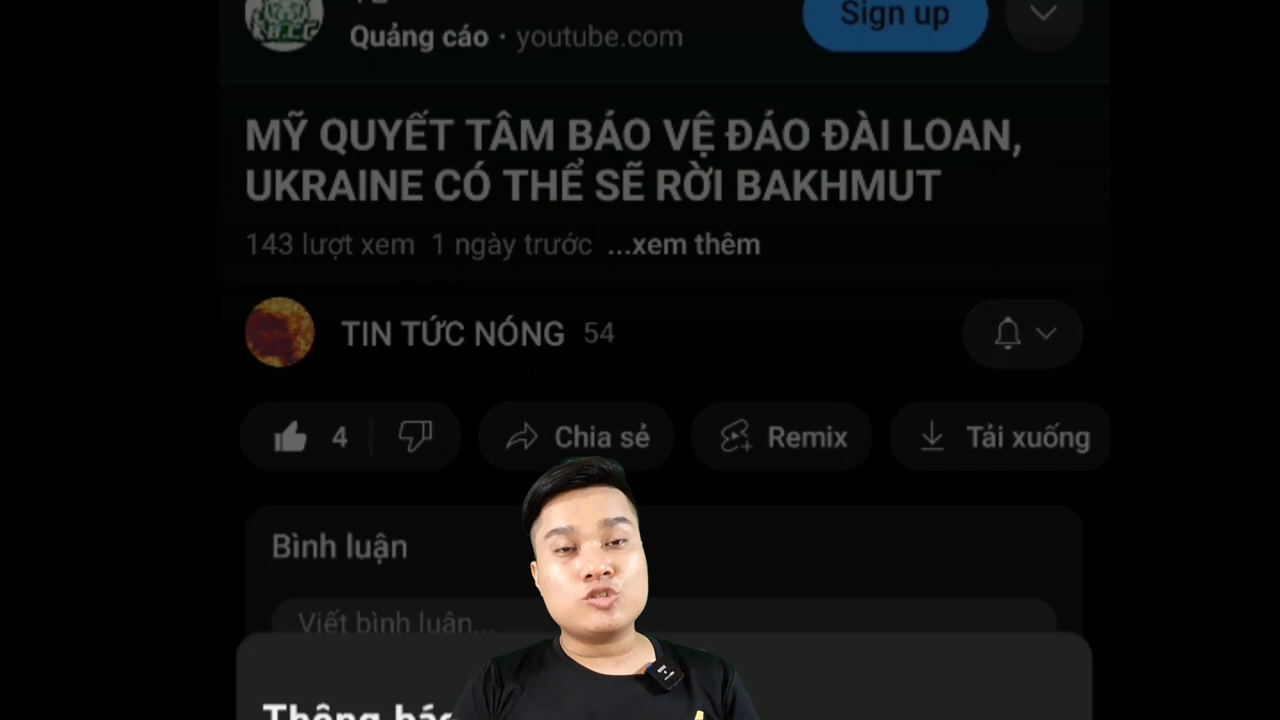 Sign up
Quảng cáo · youtube.com
MỸ QUYẾT TÂM BẢO VỆ ĐẢO ĐÀI LOAN,
UKRAINE CÓ THỂ SẼ RỜI BAKHMUT
143 lượt xem 1 ngày trước ...xem thêm
TIN TỨC NÓNG 54
4 Chia sẻ Remix Tải xuống
Bình luận
Viết bình luận...
Thông báo